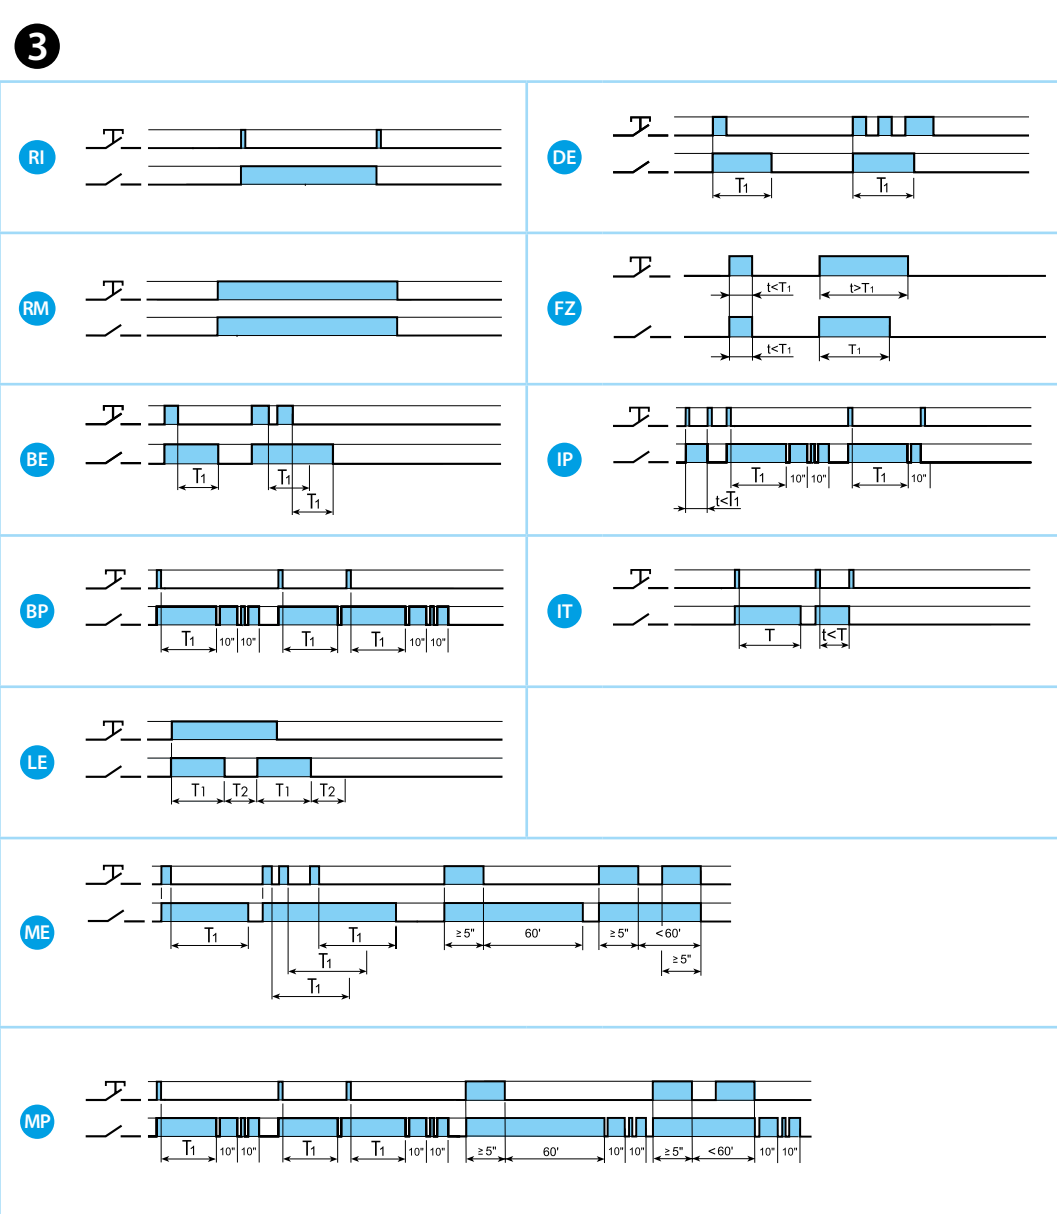 3
RI
DE
T1 T1
RM
FZ
t<T1 t>T1
t<T1 T1
BE
T1 T1
T1
IP
T1 10" 10" T1 10"
t<T1
BP
T1 10" 10" T1 T1 10" 10"
IT
T t<T
LE
T1 T2 T1 T2
ME
T1 T1 ≥5" 60' ≥5" <60'
T1 ≥5"
T1
MP
T1 10" 10" T1 T1 10" 10" ≥5" 60' 10" 10" ≥5" <60' 10" 10"